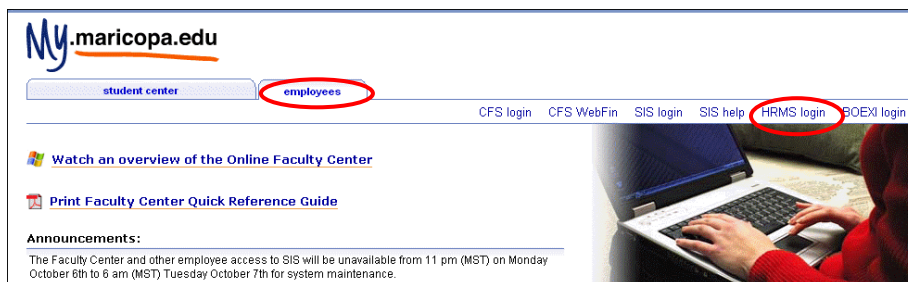 My.maricopa.edu
student center employees
CFS login CFS WebFin SIS login SIS help HRMS login BOEXI login
Watch an overview of the Online Faculty Center
Print Faculty Center Quick Reference Guide
Announcements:
The Faculty Center and other employee access to SIS will be unavailable from 11 pm (MST) on Monday
October 6th to 6 am (MST) Tuesday October 7th for system maintenance.